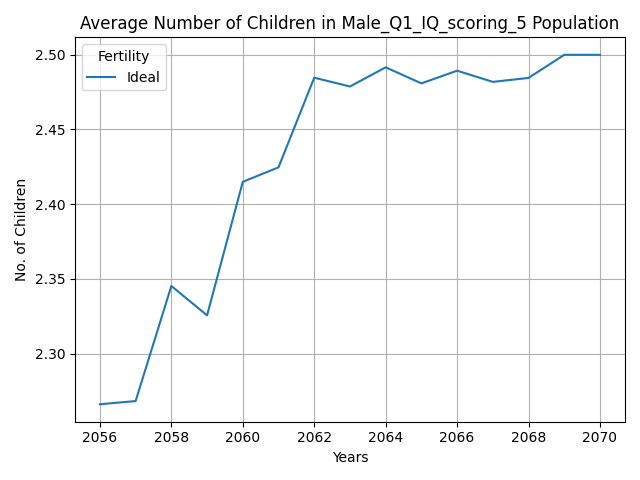 Average Number of Children in Male_Q1_IQ_scoring_5 Population
Fertility
Ideal
No. of Children
2.50
2.45
2.40
2.35
2.30
2056 2058 2060 2062 2064 2066 2068 2070
Years